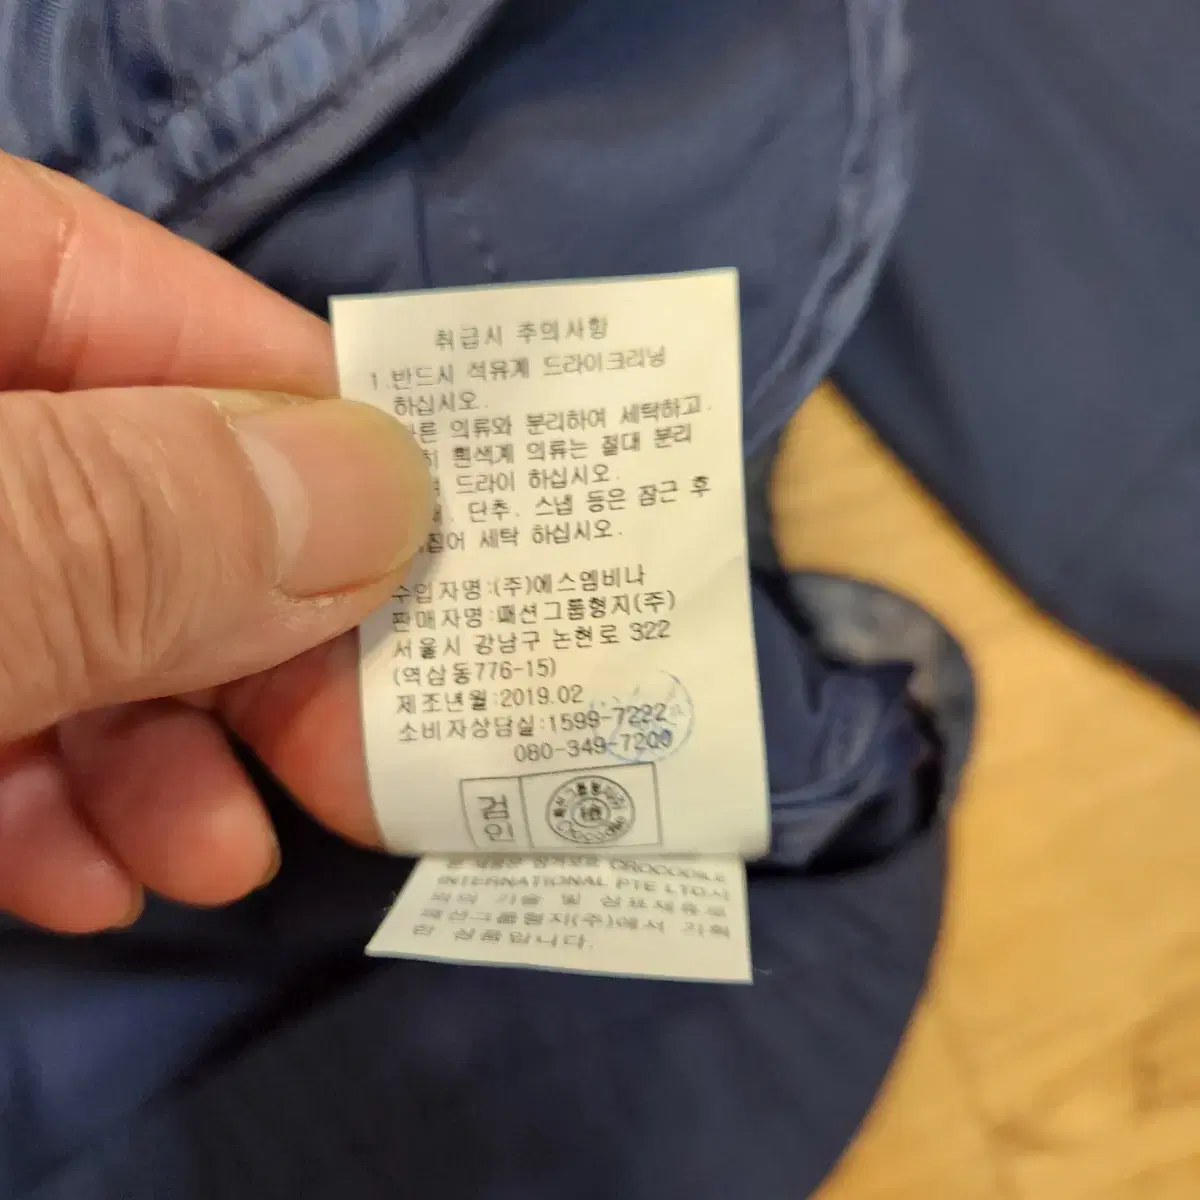 취급시 주의사항
1.반드시 석유계 드라이크리닝
하십시오.
른 의류와 분리하여 세탁하고.
흰색계 의류는 절대 분리
드라이 하십시오.
단추. 스냅 등은 잠근 후
집어 세탁 하십시오.
수입자명:(주)에스엠비나
판매자명:패션그룹형지(주)
서울시 강남구 논현로 322
(역삼동776-15)
제조년월:2019.02
소비자상담실:1599-7222
080-349-7200
검인
CROCODILE
INTERNATIONAL PTE LTD.사
와의 기술 및 상표제휴로
패션그룹형지(주)에서 기획
한 상품입니다.